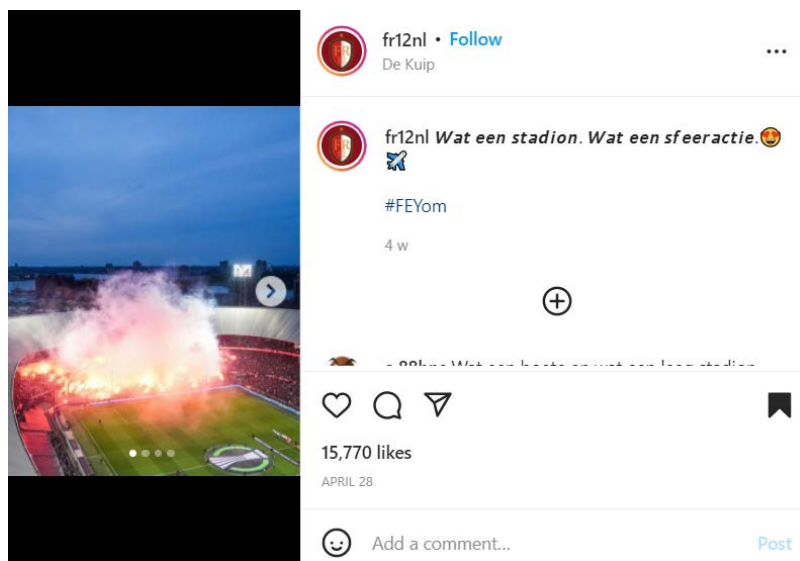 fr12nl • Follow
De Kuip
fr12nl Wat een stadion. Wat een sfeeractie.😍
✈️
#FEYom
4 w
15,770 likes
APRIL 28
Add a comment...
Post